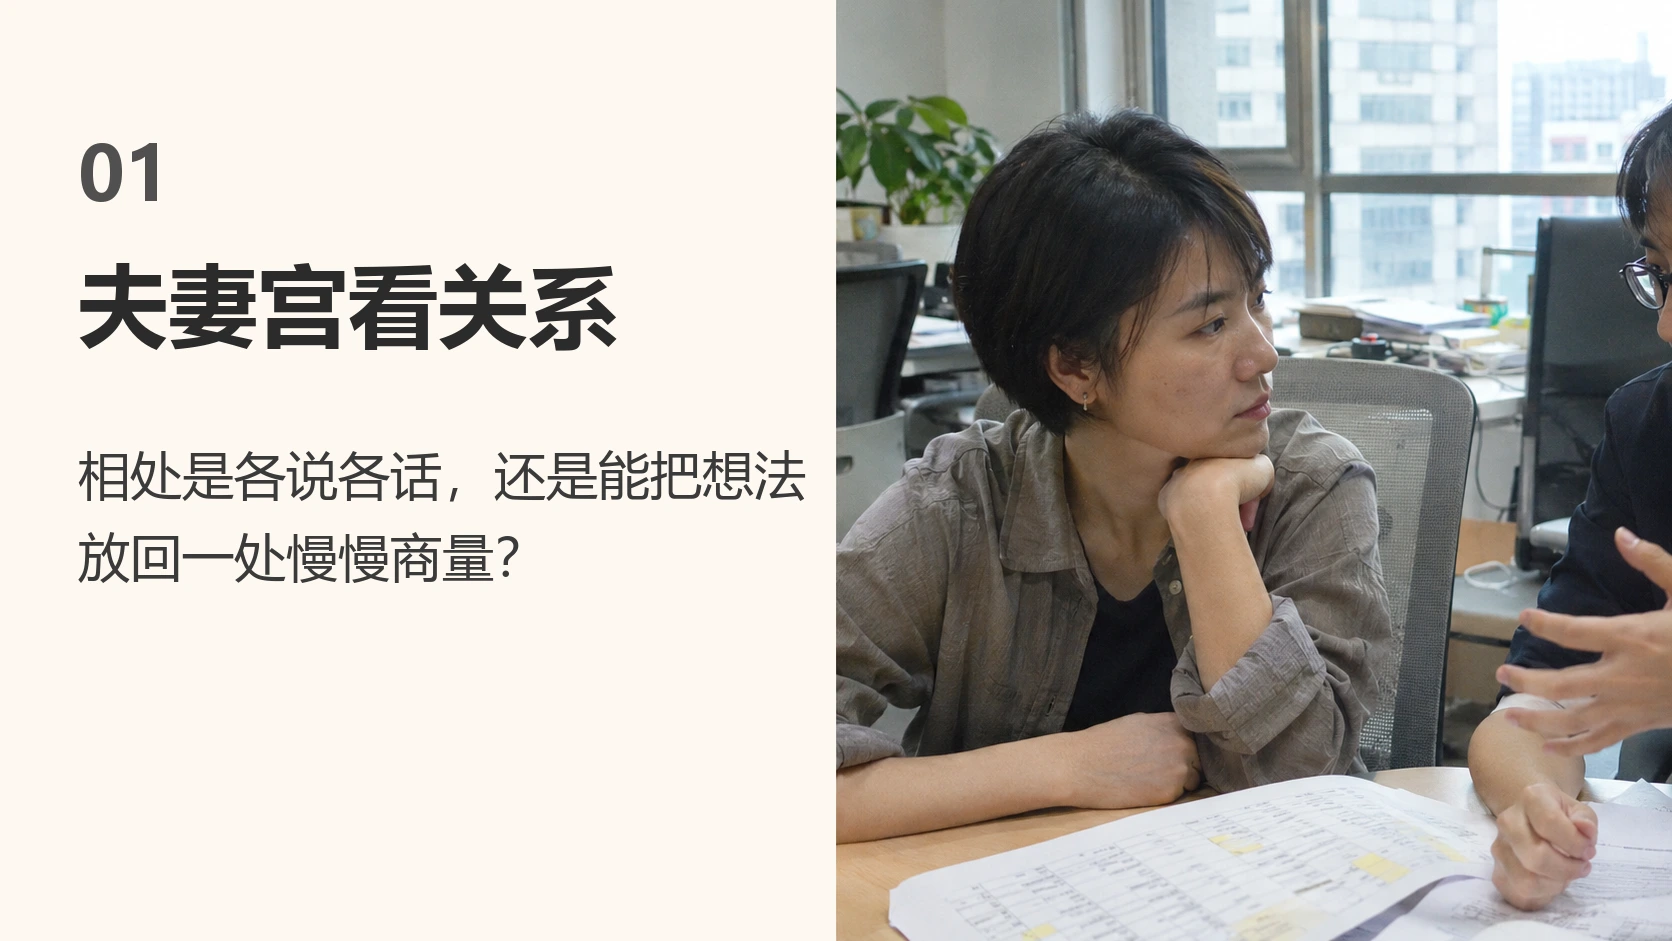 01
夫妻宫看关系
相处是各说各话，还是能把想法
放回一处慢慢商量？